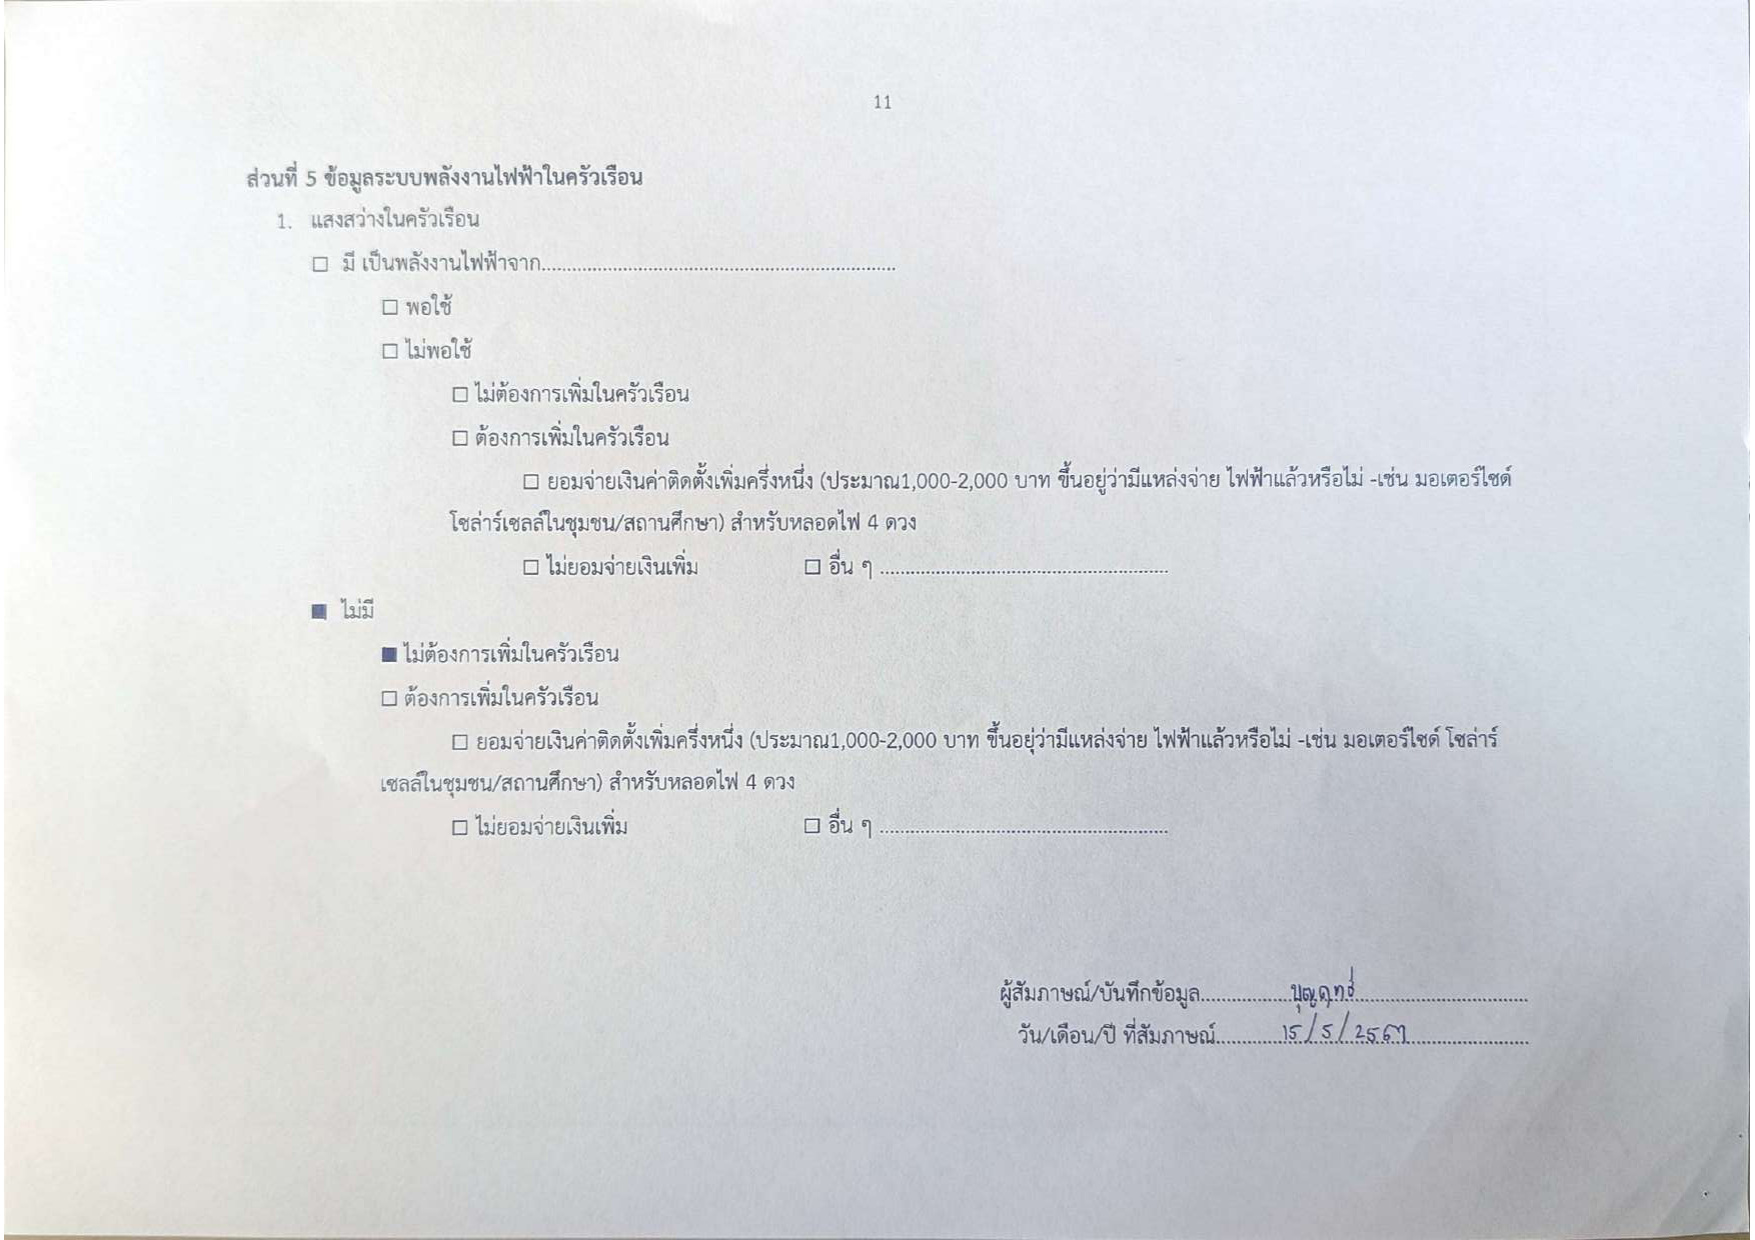 11
ส่วนที่ 5 ข้อมูลระบบพลังงานไฟฟ้าในครัวเรือน
1. แสงสว่างในครัวเรือน
☐ มี เป็นพลังงานไฟฟ้าจาก..................................................................
☐ พอใช้
☐ ไม่พอใช้
☐ ไม่ต้องการเพิ่มในครัวเรือน
☐ ต้องการเพิ่มในครัวเรือน
☐ ยอมจ่ายเงินค่าติดตั้งเพิ่มครึ่งหนึ่ง (ประมาณ1,000-2,000 บาท ขึ้นอยู่ว่ามีแหล่งจ่าย ไฟฟ้าแล้วหรือไม่ -เช่น มอเตอร์ไซด์
โซล่าร์เซลล์ในชุมชน/สถานศึกษา) สำหรับหลอดไฟ 4 ดวง
☐ ไม่ยอมจ่ายเงินเพิ่ม ☐ อื่น ๆ ......................................................
■ ไม่มี
■ ไม่ต้องการเพิ่มในครัวเรือน
☐ ต้องการเพิ่มในครัวเรือน
☐ ยอมจ่ายเงินค่าติดตั้งเพิ่มครึ่งหนึ่ง (ประมาณ1,000-2,000 บาท ขึ้นอยู่ว่ามีแหล่งจ่าย ไฟฟ้าแล้วหรือไม่ -เช่น มอเตอร์ไซด์ โซล่าร์
เซลล์ในชุมชน/สถานศึกษา) สำหรับหลอดไฟ 4 ดวง
☐ ไม่ยอมจ่ายเงินเพิ่ม ☐ อื่น ๆ ......................................................
ผู้สัมภาษณ์/บันทึกข้อมูล.................บุญฤทธิ์................................
วัน/เดือน/ปี ที่สัมภาษณ์.............15/5/2567.......................